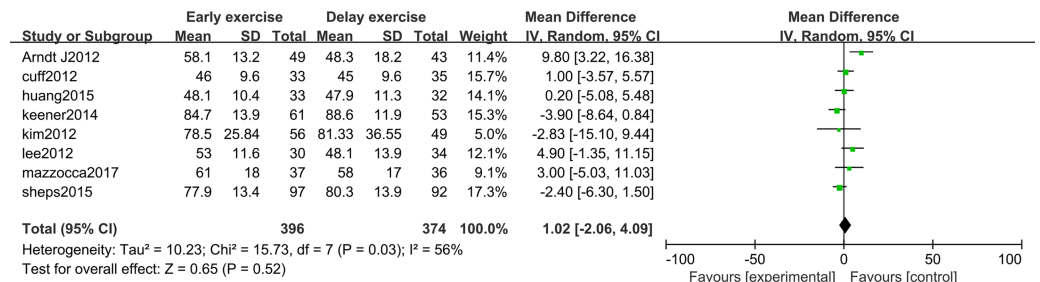 Early exercise Delay exercise Mean Difference Mean Difference
Study or Subgroup Mean SD Total Mean SD Total Weight IV, Random, 95% CI IV, Random, 95% CI
Arndt J2012 58.1 13.2 49 48.3 18.2 43 11.4% 9.80 [3.22, 16.38]
cuff2012 46 9.6 33 45 9.6 35 15.7% 1.00 [-3.57, 5.57]
huang2015 48.1 10.4 33 47.9 11.3 32 14.1% 0.20 [-5.08, 5.48]
keener2014 84.7 13.9 61 88.6 11.9 53 15.3% -3.90 [-8.64, 0.84]
kim2012 78.5 25.84 56 81.33 36.55 49 5.0% -2.83 [-15.10, 9.44]
lee2012 53 11.6 30 48.1 13.9 34 12.1% 4.90 [-1.35, 11.15]
mazzocca2017 61 18 37 58 17 36 9.1% 3.00 [-5.03, 11.03]
sheps2015 77.9 13.4 97 80.3 13.9 92 17.3% -2.40 [-6.30, 1.50]
Total (95% CI) 396 374 100.0% 1.02 [-2.06, 4.09]
Heterogeneity: Tau² = 10.23; Chi² = 15.73, df = 7 (P = 0.03); I² = 56%
Test for overall effect: Z = 0.65 (P = 0.52)
-100 -50 0 50 100
Favours [experimental] Favours [control]